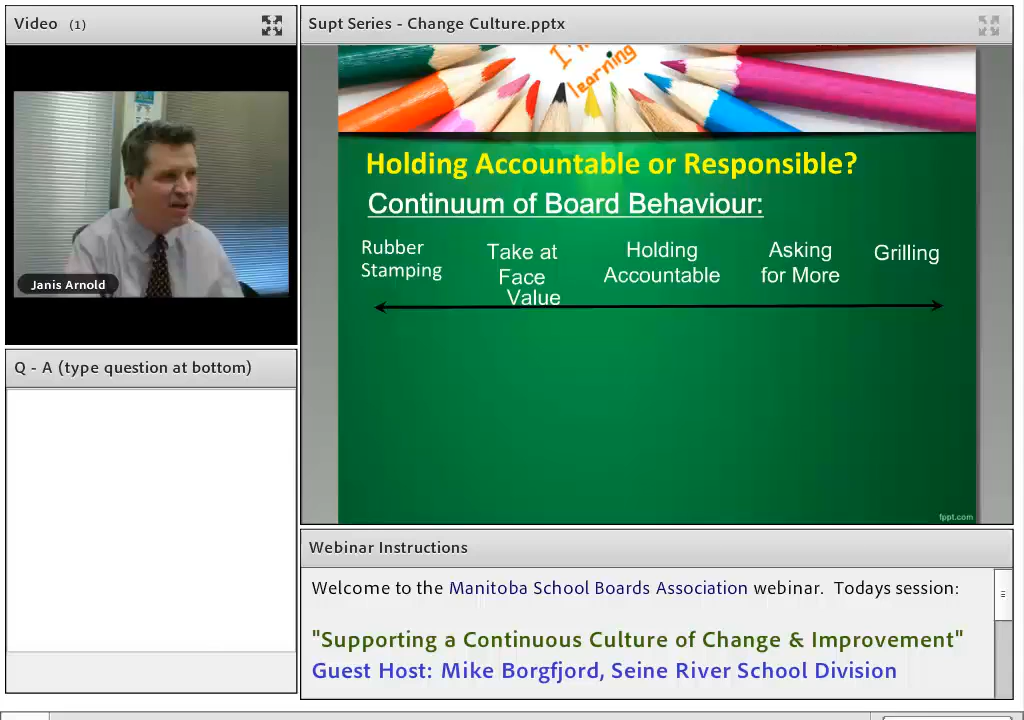 Video (1)
Janis Arnold
Q - A (type question at bottom)
Supt Series - Change Culture.pptx
learning
Holding Accountable or Responsible?
Continuum of Board Behaviour:
Rubber
Stamping
Take at
Face
Value
Holding
Accountable
Asking
for More
Grilling
fppt.com
Webinar Instructions
Welcome to the Manitoba School Boards Association webinar. Todays session:
"Supporting a Continuous Culture of Change & Improvement"
Guest Host: Mike Borgfjord, Seine River School Division